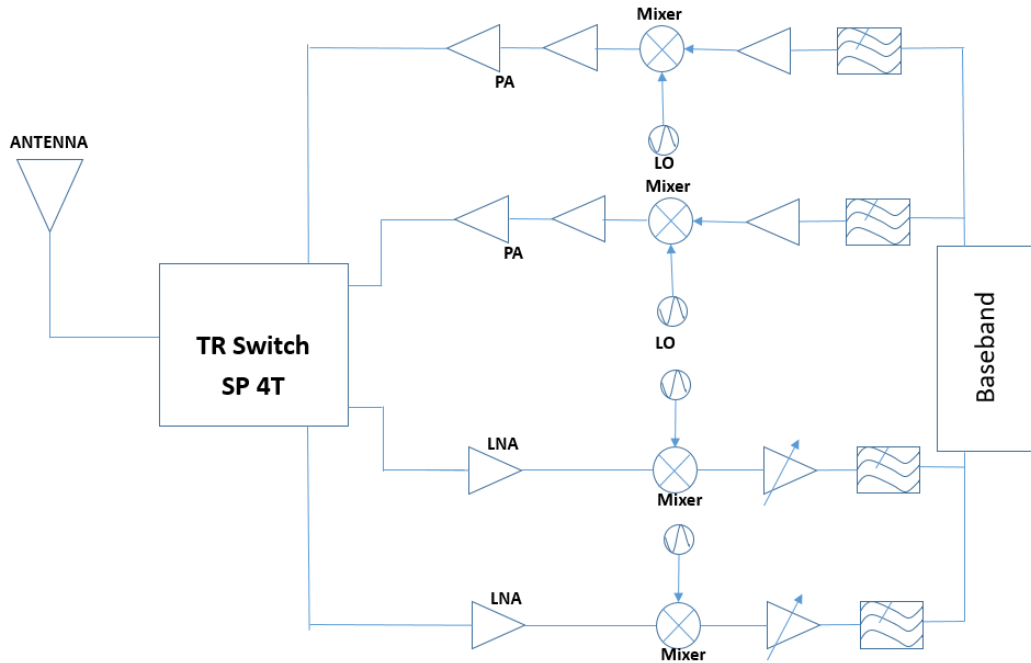 Mixer
PA
LO
ANTENNA
Mixer
PA
LO
TR Switch
SP 4T
Baseband
LNA
Mixer
LNA
Mixer